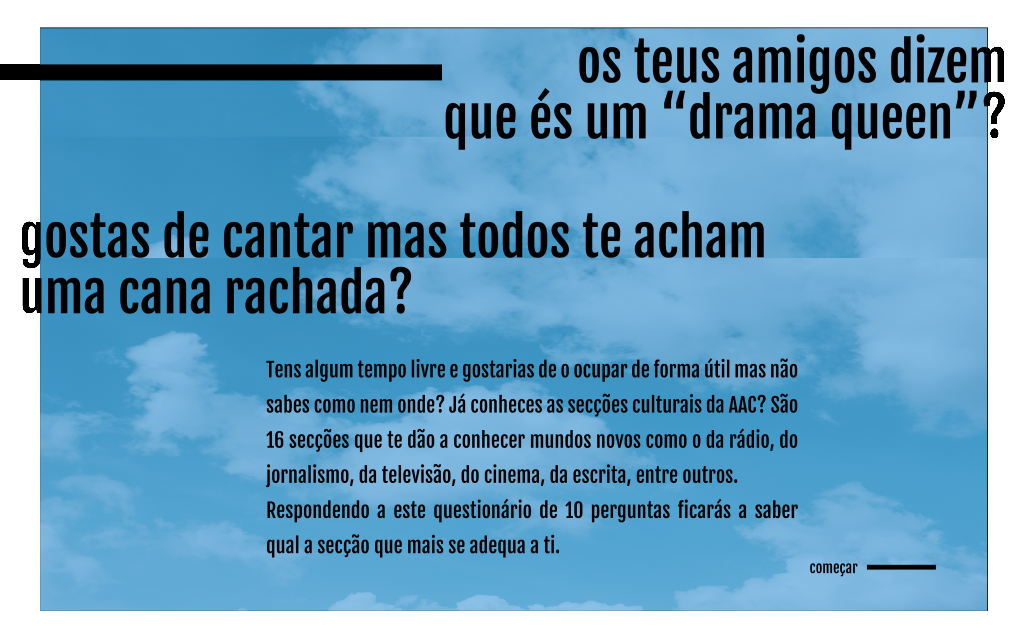 os teus amigos dizem
que és um “drama queen”?
gostas de cantar mas todos te acham
uma cana rachada?
Tens algum tempo livre e gostarias de o ocupar de forma útil mas não
sabes como nem onde? Já conheces as secções culturais da AAC? São
16 secções que te dão a conhecer mundos novos como o da rádio, do
jornalismo, da televisão, do cinema, da escrita, entre outros.
Respondendo a este questionário de 10 perguntas ficarás a saber
qual a secção que mais se adequa a ti.
começar